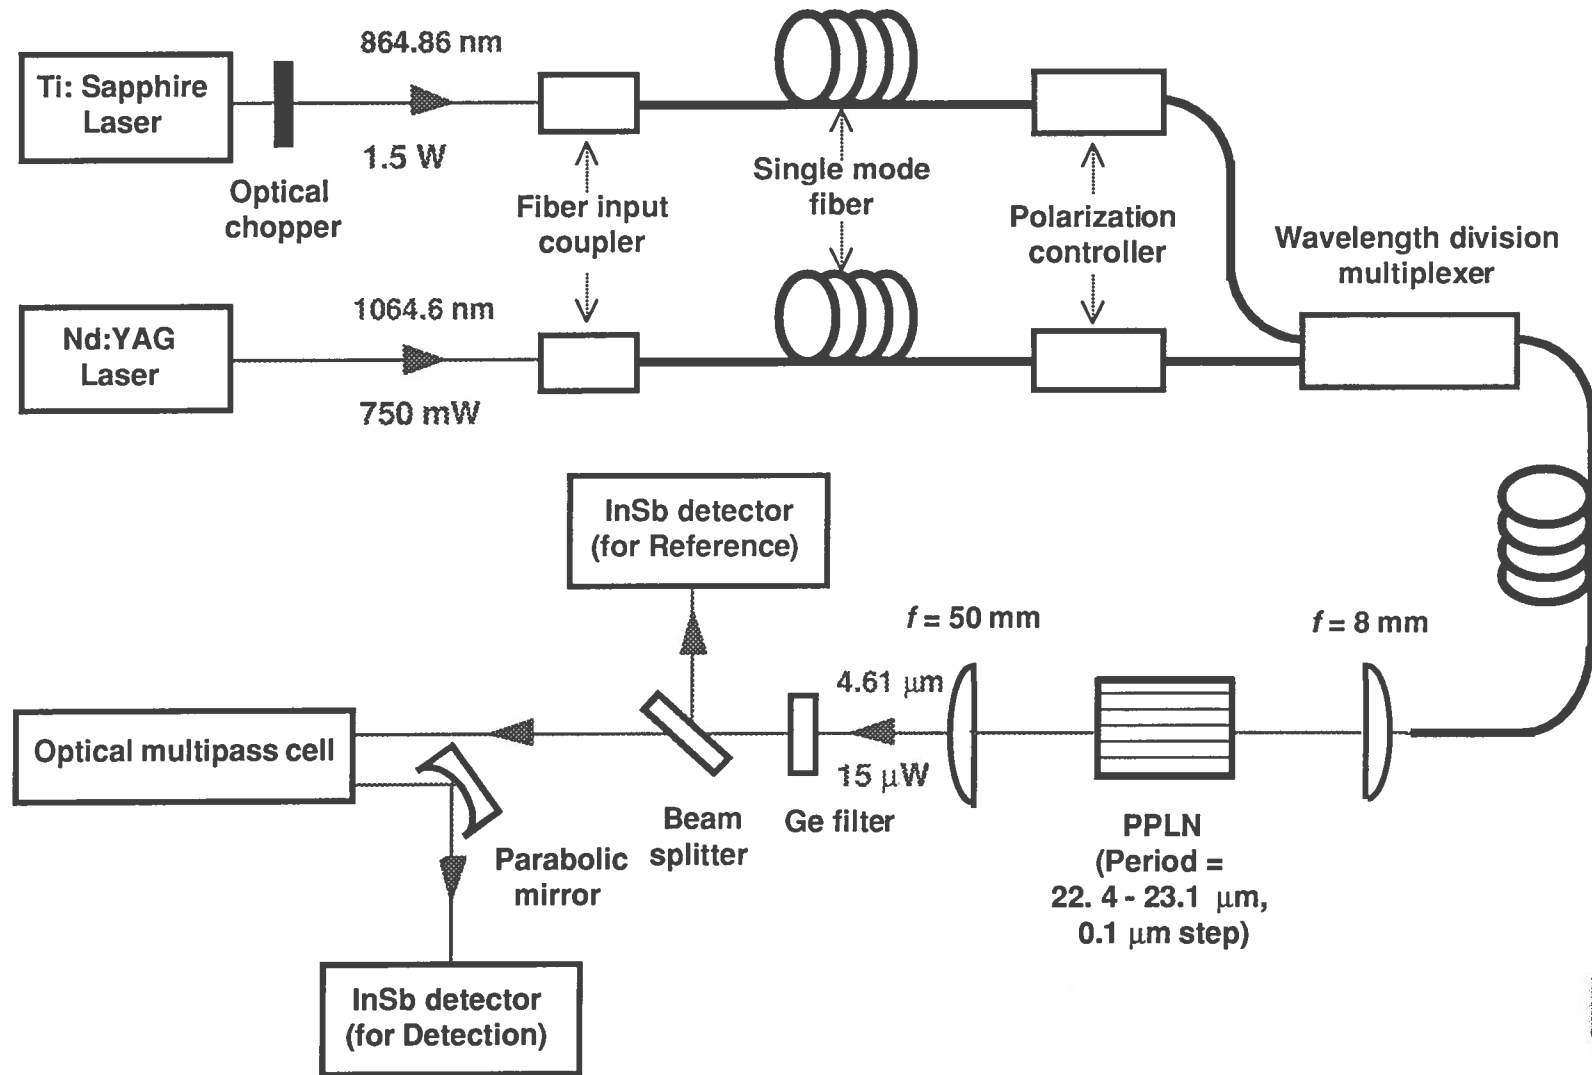 864.86 nm
Ti: Sapphire
Laser
1.5 W
Optical
chopper
Fiber input
coupler
Single mode
fiber
Polarization
controller
Wavelength division
multiplexer
1064.6 nm
Nd:YAG
Laser
750 mW
InSb detector
(for Reference)
f = 50 mm
f = 8 mm
4.61 μm
15 μW
Optical multipass cell
Beam
splitter
Ge filter
Parabolic
mirror
PPLN
(Period =
22. 4 - 23.1 μm,
0.1 μm step)
InSb detector
(for Detection)